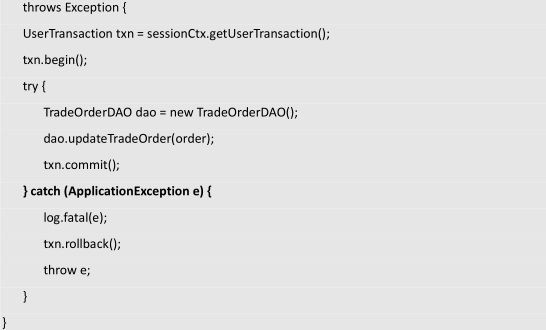 throws Exception {
UserTransaction txn = sessionCtx.getUserTransaction();
txn.begin();
try {
TradeOrderDAO dao = new TradeOrderDAO();
dao.updateTradeOrder(order);
txn.commit();
} catch (ApplicationException e) {
log.fatal(e);
txn.rollback();
throw e;
}
}